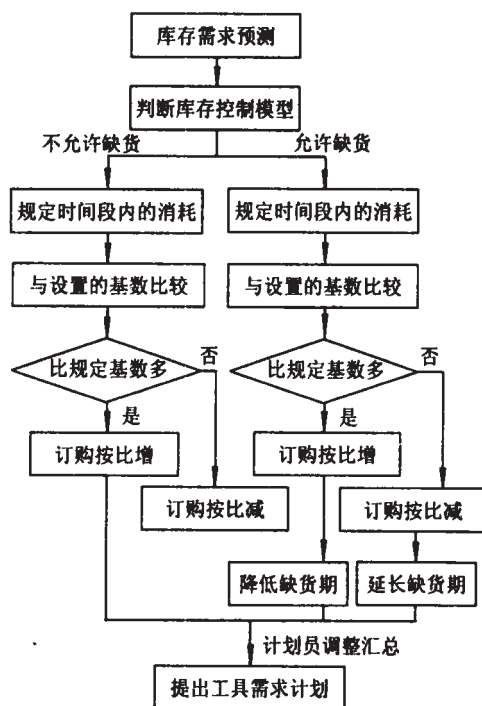 库存需求预测
判断库存控制模型
不允许缺货
允许缺货
规定时间段内的消耗
规定时间段内的消耗
与设置的基数比较
与设置的基数比较
比规定基数多
否
比规定基数多
否
是
是
订购按比增
订购按比增
订购按比减
订购按比减
降低缺货期
延长缺货期
计划员调整汇总
提出工具需求计划